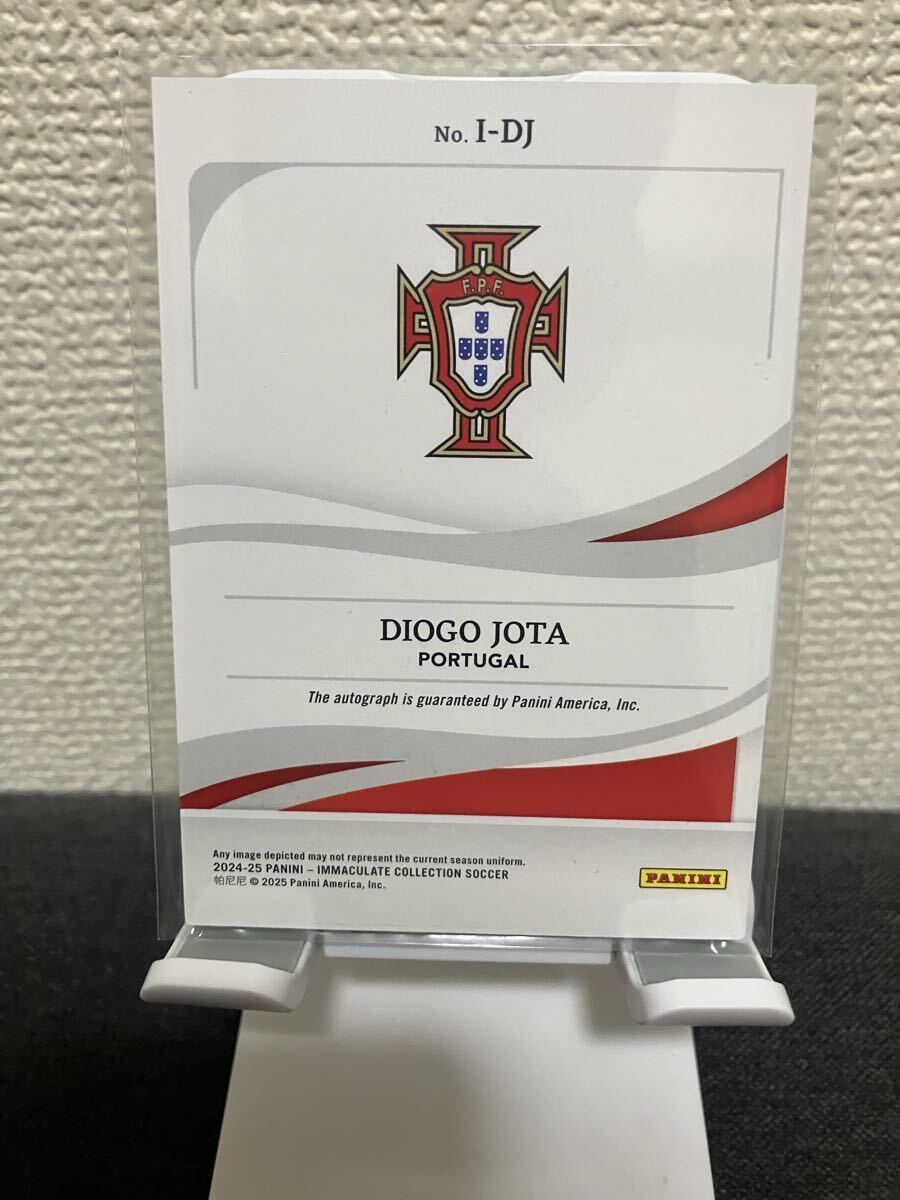 No. I-DJ
F.P.F.
DIOGO JOTA
PORTUGAL
The autograph is guaranteed by Panini America, Inc.
Any image depicted may not represent the current season uniform.
2024-25 PANINI – IMMACULATE COLLECTION SOCCER
帕尼尼 © 2025 Panini America, Inc.
PANINI